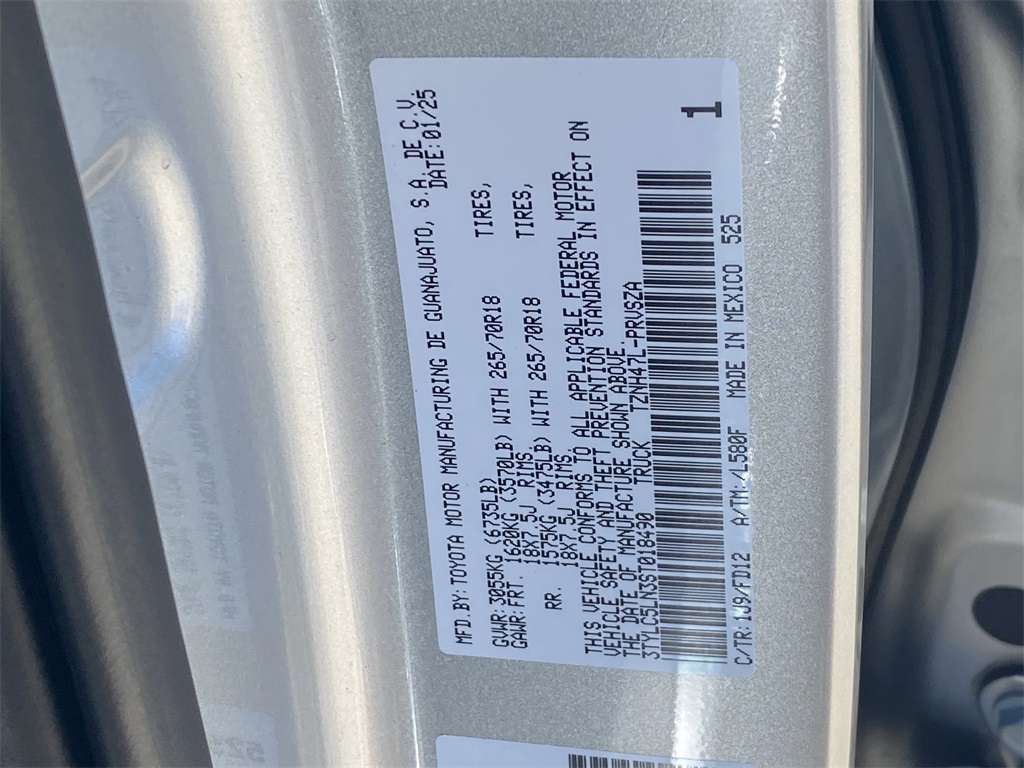 MFD.BY:TOYOTA MOTOR MANUFACTURING DE GUANAJUATO, S.A. DE C.V.
DATE:01/25
GVWR:3055KG (6735LB)
GAWR:FRT. 1620KG (3570LB) WITH 265/70R18 TIRES,
18X7.5J RIMS.
RR. 1575KG (3475LB) WITH 265/70R18 TIRES,
18X7.5J RIMS.
THIS VEHICLE CONFORMS TO ALL APPLICABLE FEDERAL MOTOR
VEHICLE SAFETY AND THEFT PREVENTION STANDARDS IN EFFECT ON
THE DATE OF MANUFACTURE SHOWN ABOVE.
3TYLC5LN3ST018490 TRUCK TZNH47L-PRVSZA
1
C/TR:1J9/FD12 A/TM:-/L580F MADE IN MEXICO 525